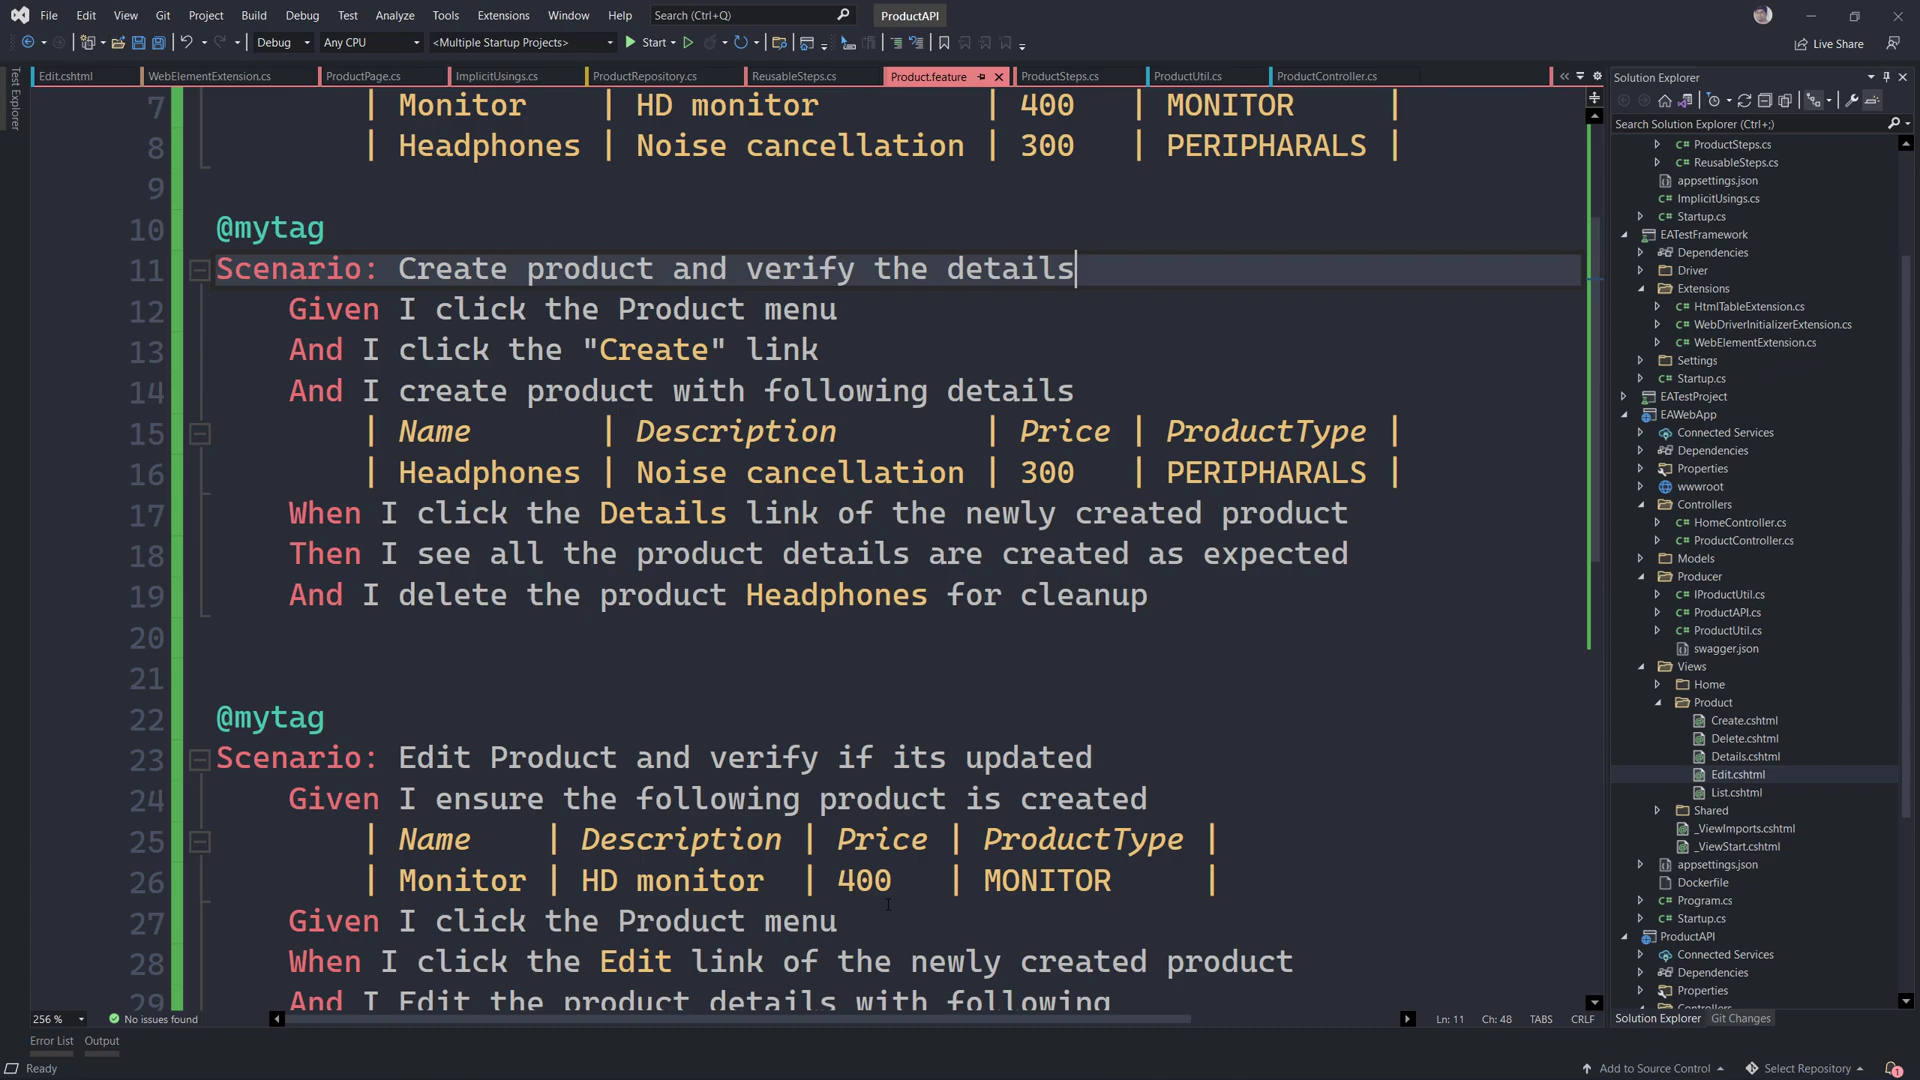 File Edit View Git Project Build Debug Test Analyze Tools Extensions Window Help Search (Ctrl+Q) ProductAPI
Debug Any CPU <Multiple Startup Projects> Start Live Share
Edit.cshtml WebElementExtension.cs ProductPage.cs ImplicitUsings.cs ProductRepository.cs ReusableSteps.cs Product.feature ProductSteps.cs ProductUtil.cs ProductController.cs
Test Explorer
7 | Monitor | HD monitor | 400 | MONITOR |
8 | Headphones | Noise cancellation | 300 | PERIPHARALS |
9
10 @mytag
11 Scenario: Create product and verify the details
12 Given I click the Product menu
13 And I click the "Create" link
14 And I create product with following details
15 | Name | Description | Price | ProductType |
16 | Headphones | Noise cancellation | 300 | PERIPHARALS |
17 When I click the Details link of the newly created product
18 Then I see all the product details are created as expected
19 And I delete the product Headphones for cleanup
20
21
22 @mytag
23 Scenario: Edit Product and verify if its updated
24 Given I ensure the following product is created
25 | Name | Description | Price | ProductType |
26 | Monitor | HD monitor | 400 | MONITOR |
27 Given I click the Product menu
28 When I click the Edit link of the newly created product
29 And I Edit the product details with following
256 % No issues found Ln: 11 Ch: 48 TABS CRLF
Error List Output
Ready Add to Source Control Select Repository 1
Solution Explorer
Search Solution Explorer (Ctrl+;)
C# ProductSteps.cs
C# ReusableSteps.cs
appsettings.json
C# ImplicitUsings.cs
C# Startup.cs
EATestFramework
Dependencies
Driver
Extensions
C# HtmlTableExtension.cs
C# WebDriverInitializerExtension.cs
C# WebElementExtension.cs
Settings
C# Startup.cs
EATestProject
EAWebApp
Connected Services
Dependencies
Properties
wwwroot
Controllers
C# HomeController.cs
C# ProductController.cs
Models
Producer
C# IProductUtil.cs
C# ProductAPI.cs
C# ProductUtil.cs
swagger.json
Views
Home
Product
Create.cshtml
Delete.cshtml
Details.cshtml
Edit.cshtml
List.cshtml
Shared
_ViewImports.cshtml
_ViewStart.cshtml
appsettings.json
Dockerfile
C# Program.cs
C# Startup.cs
ProductAPI
Connected Services
Dependencies
Properties
Controllers
Solution Explorer Git Changes